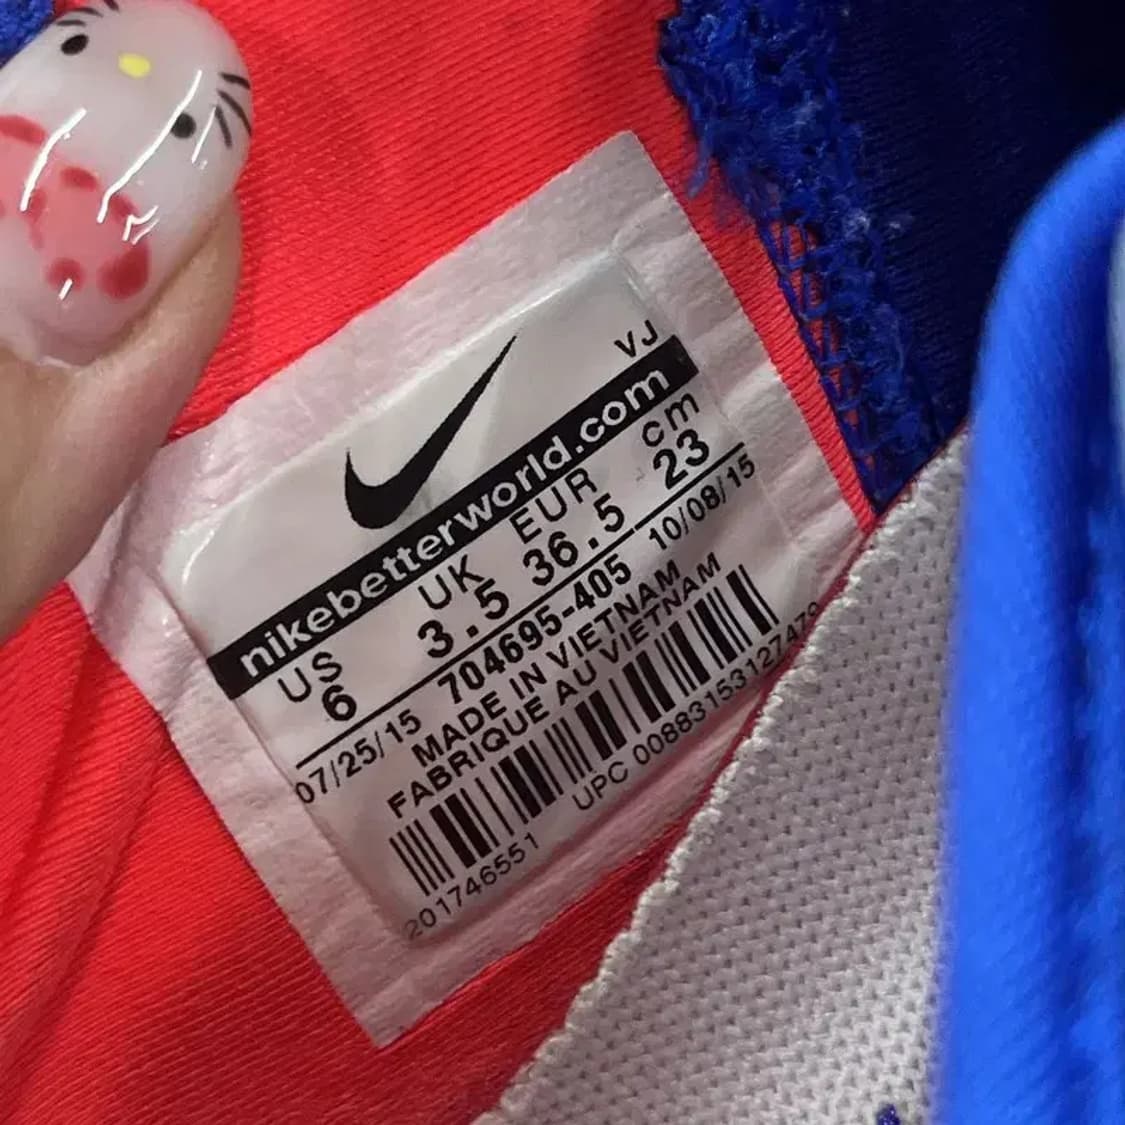 VJ
nikebetterworld.com
US UK EUR cm
6 3.5 36.5 23
07/25/15 704695-405 10/08/15
MADE IN VIETNAM
FABRIQUE AU VIETNAM
UPC 00883153127479
201746551